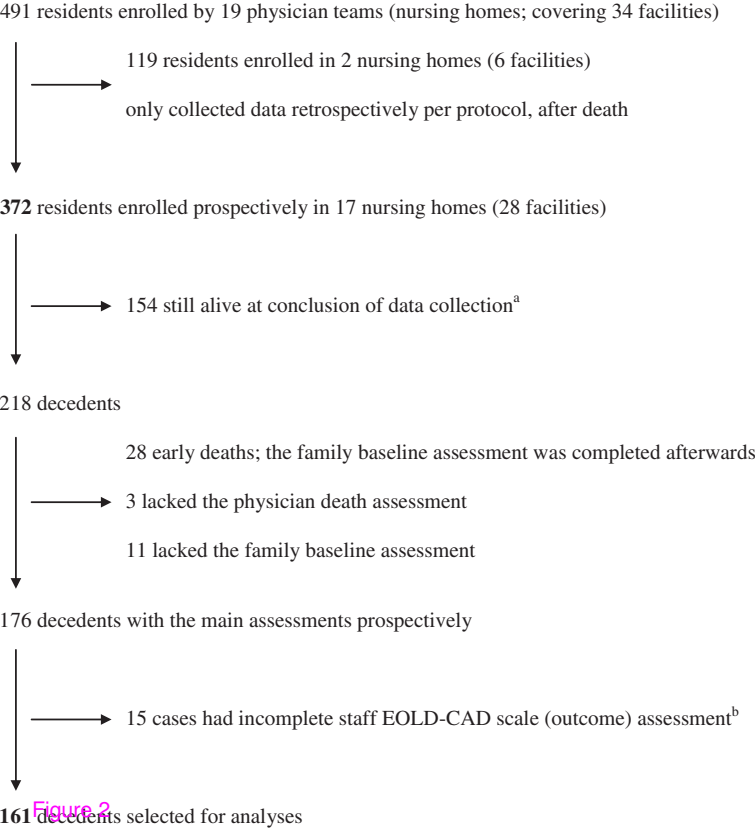 491 residents enrolled by 19 physician teams (nursing homes; covering 34 facilities)
119 residents enrolled in 2 nursing homes (6 facilities)
only collected data retrospectively per protocol, after death
372 residents enrolled prospectively in 17 nursing homes (28 facilities)
154 still alive at conclusion of data collectionᵃ
218 decedents
28 early deaths; the family baseline assessment was completed afterwards
3 lacked the physician death assessment
11 lacked the family baseline assessment
176 decedents with the main assessments prospectively
15 cases had incomplete staff EOLD-CAD scale (outcome) assessmentᵇ
161 decedents selected for analyses
Figure 2